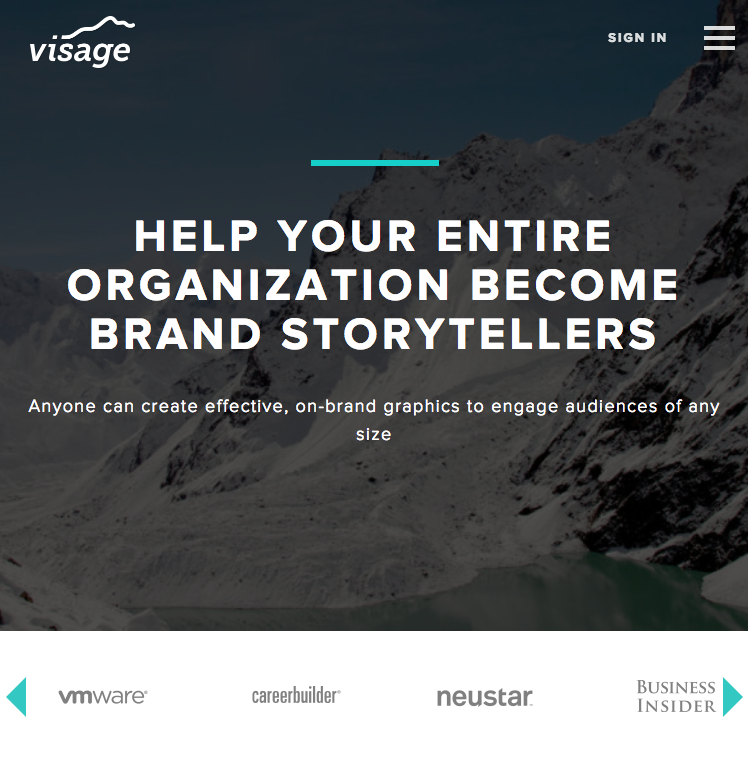 visage
SIGN IN
HELP YOUR ENTIRE
ORGANIZATION BECOME
BRAND STORYTELLERS
Anyone can create effective, on-brand graphics to engage audiences of any
size
vmware®
careerbuilder®
neustar™
BUSINESS
INSIDER